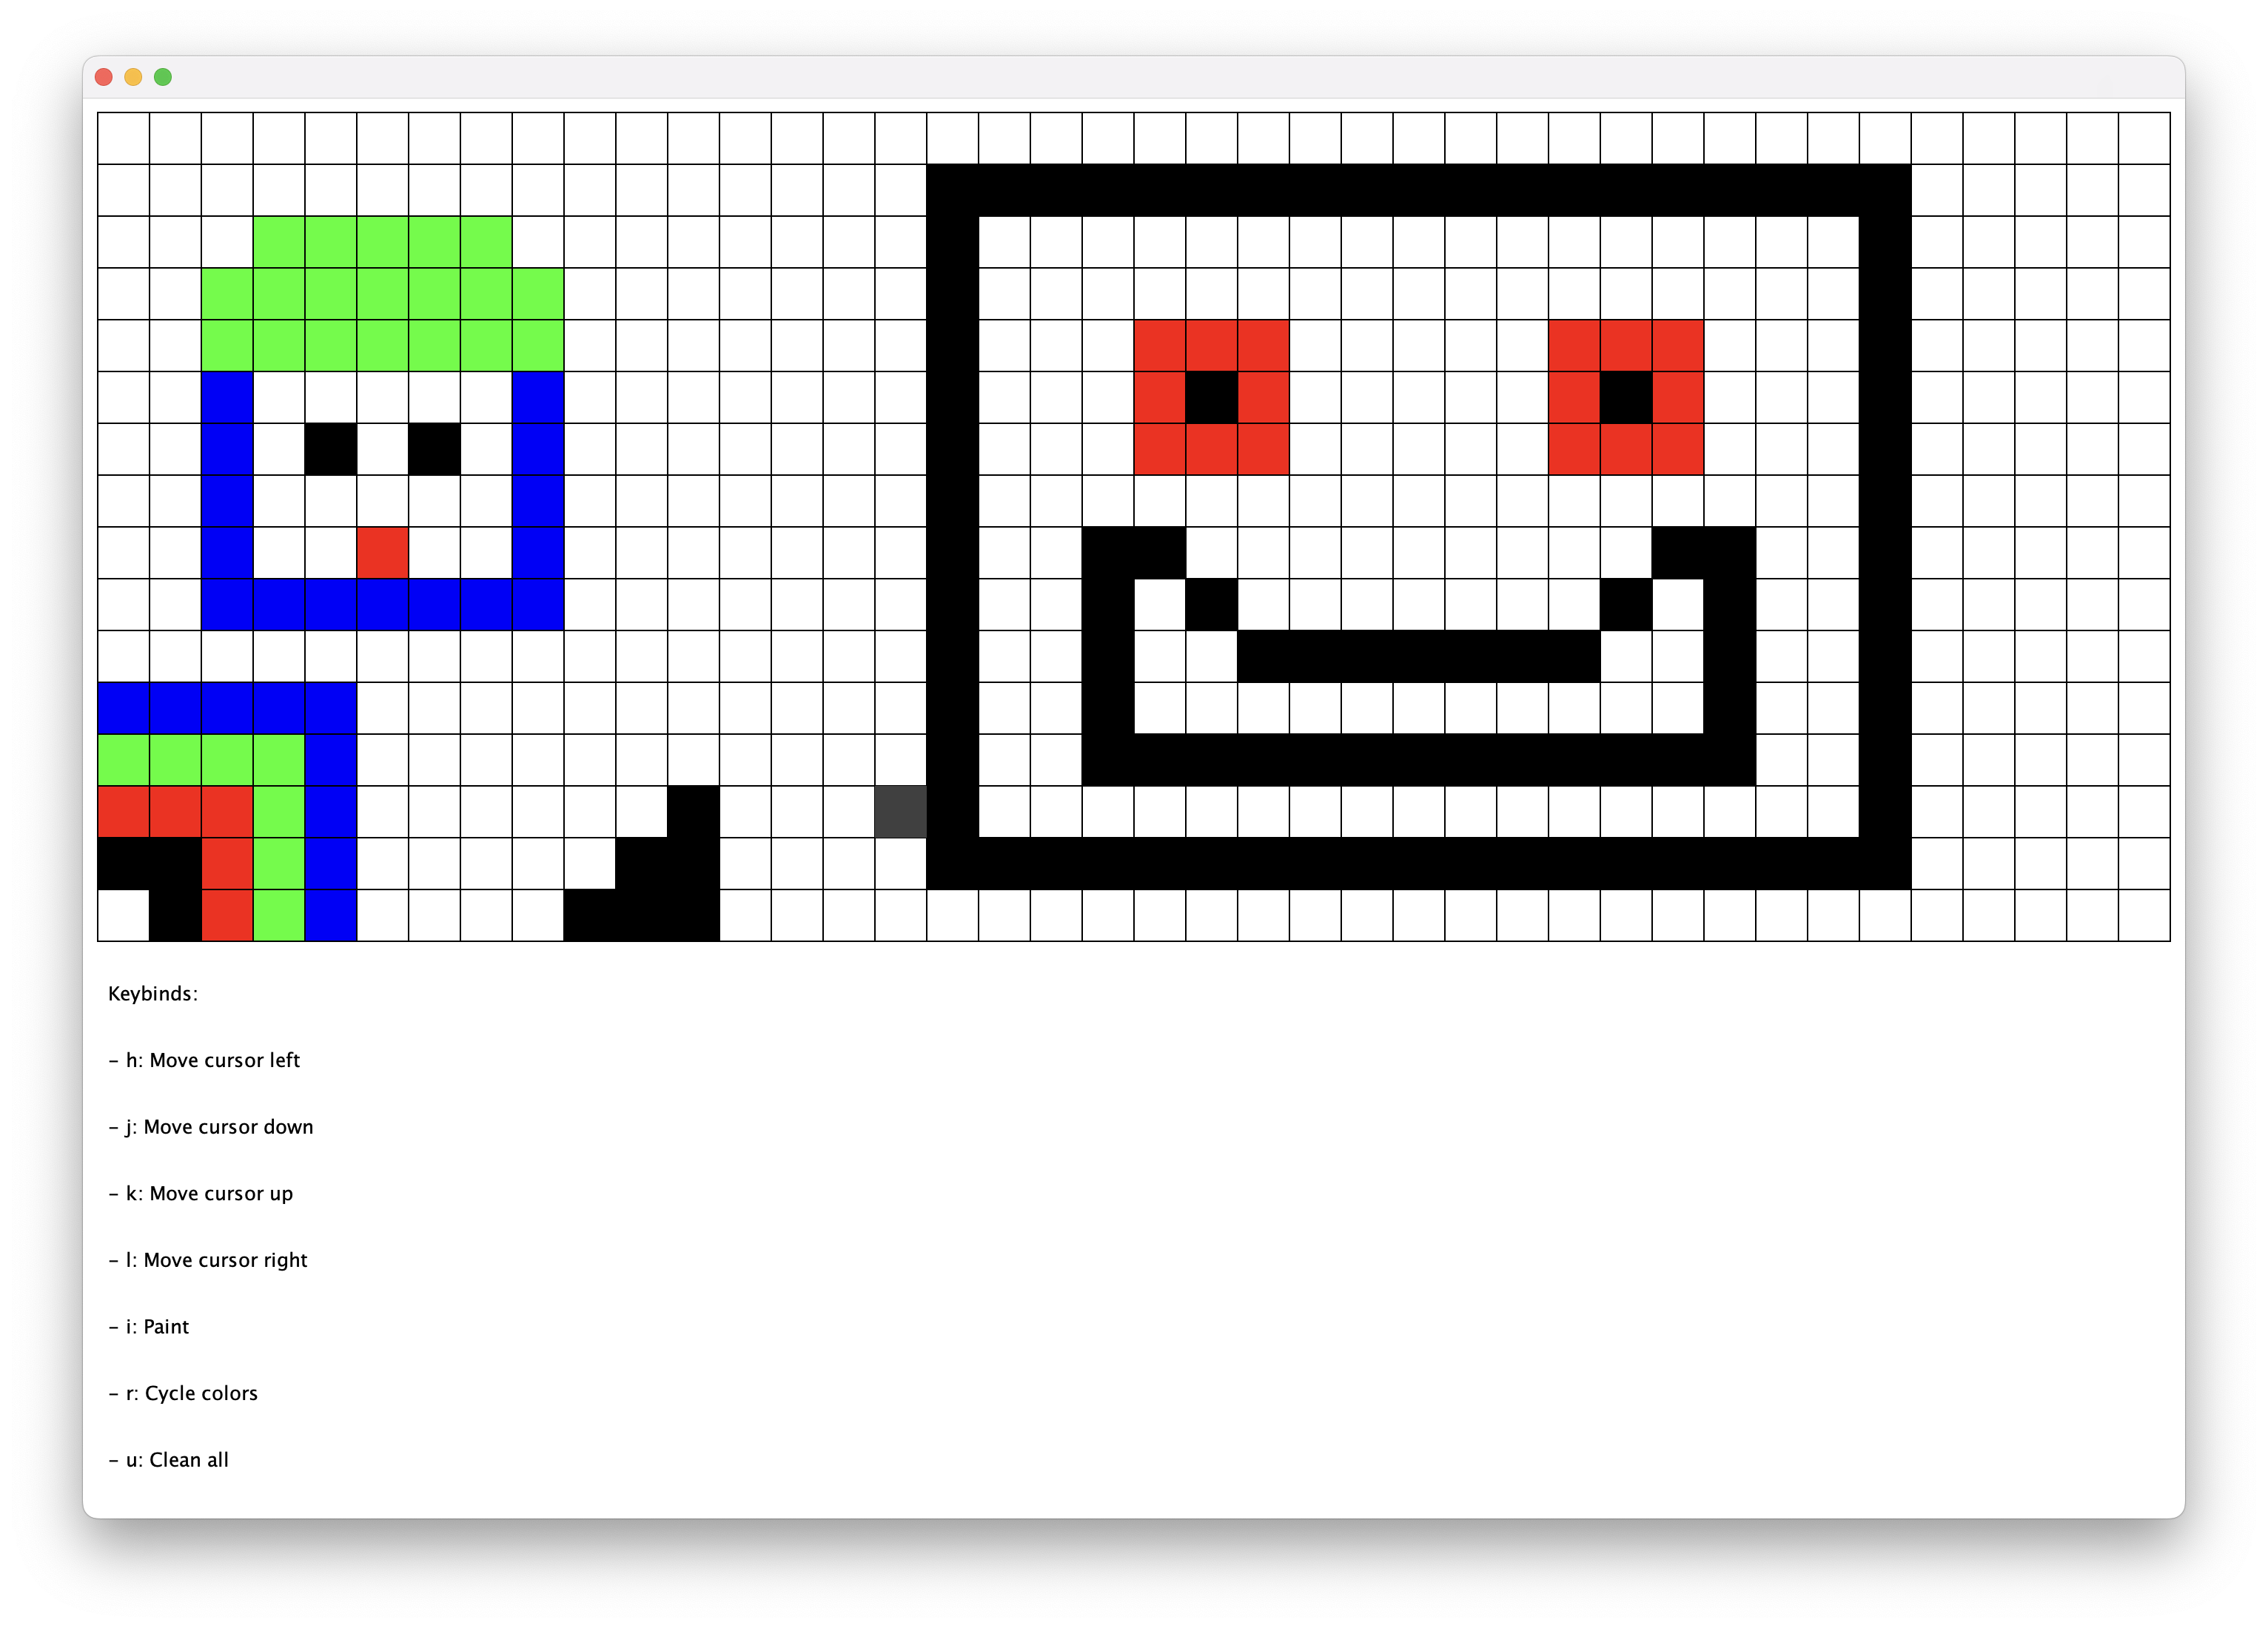 Keybinds:
- h: Move cursor left
- j: Move cursor down
- k: Move cursor up
- l: Move cursor right
- i: Paint
- r: Cycle colors
- u: Clean all